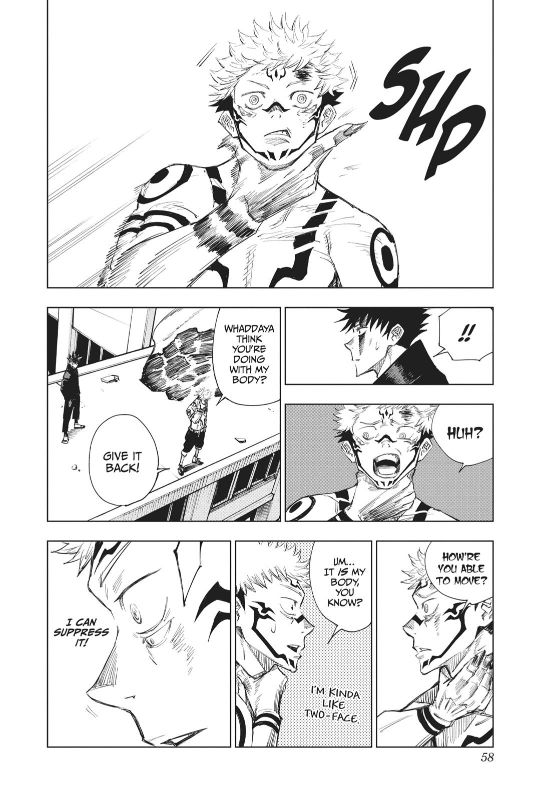 SHP
!!
WHADDAYA
THINK
YOU'RE
DOING
WITH MY
BODY?
GIVE IT
BACK!
HUH?
HOW'RE
YOU ABLE
TO MOVE?
UM...
IT IS MY
BODY,
YOU
KNOW?
I'M KINDA
LIKE
TWO-FACE.
I CAN
SUPPRESS
IT!
58